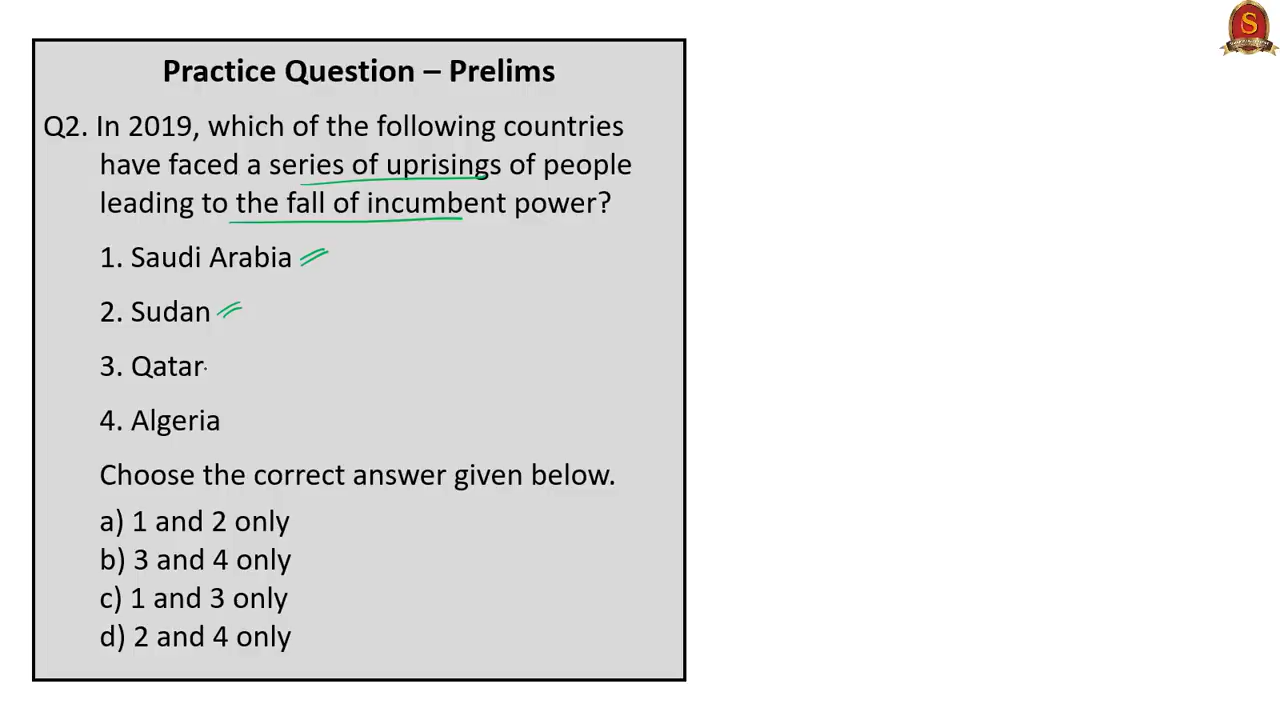 S
Practice Question – Prelims
Q2. In 2019, which of the following countries
have faced a series of uprisings of people
leading to the fall of incumbent power?
1. Saudi Arabia
2. Sudan
3. Qatar
4. Algeria
Choose the correct answer given below.
a) 1 and 2 only
b) 3 and 4 only
c) 1 and 3 only
d) 2 and 4 only